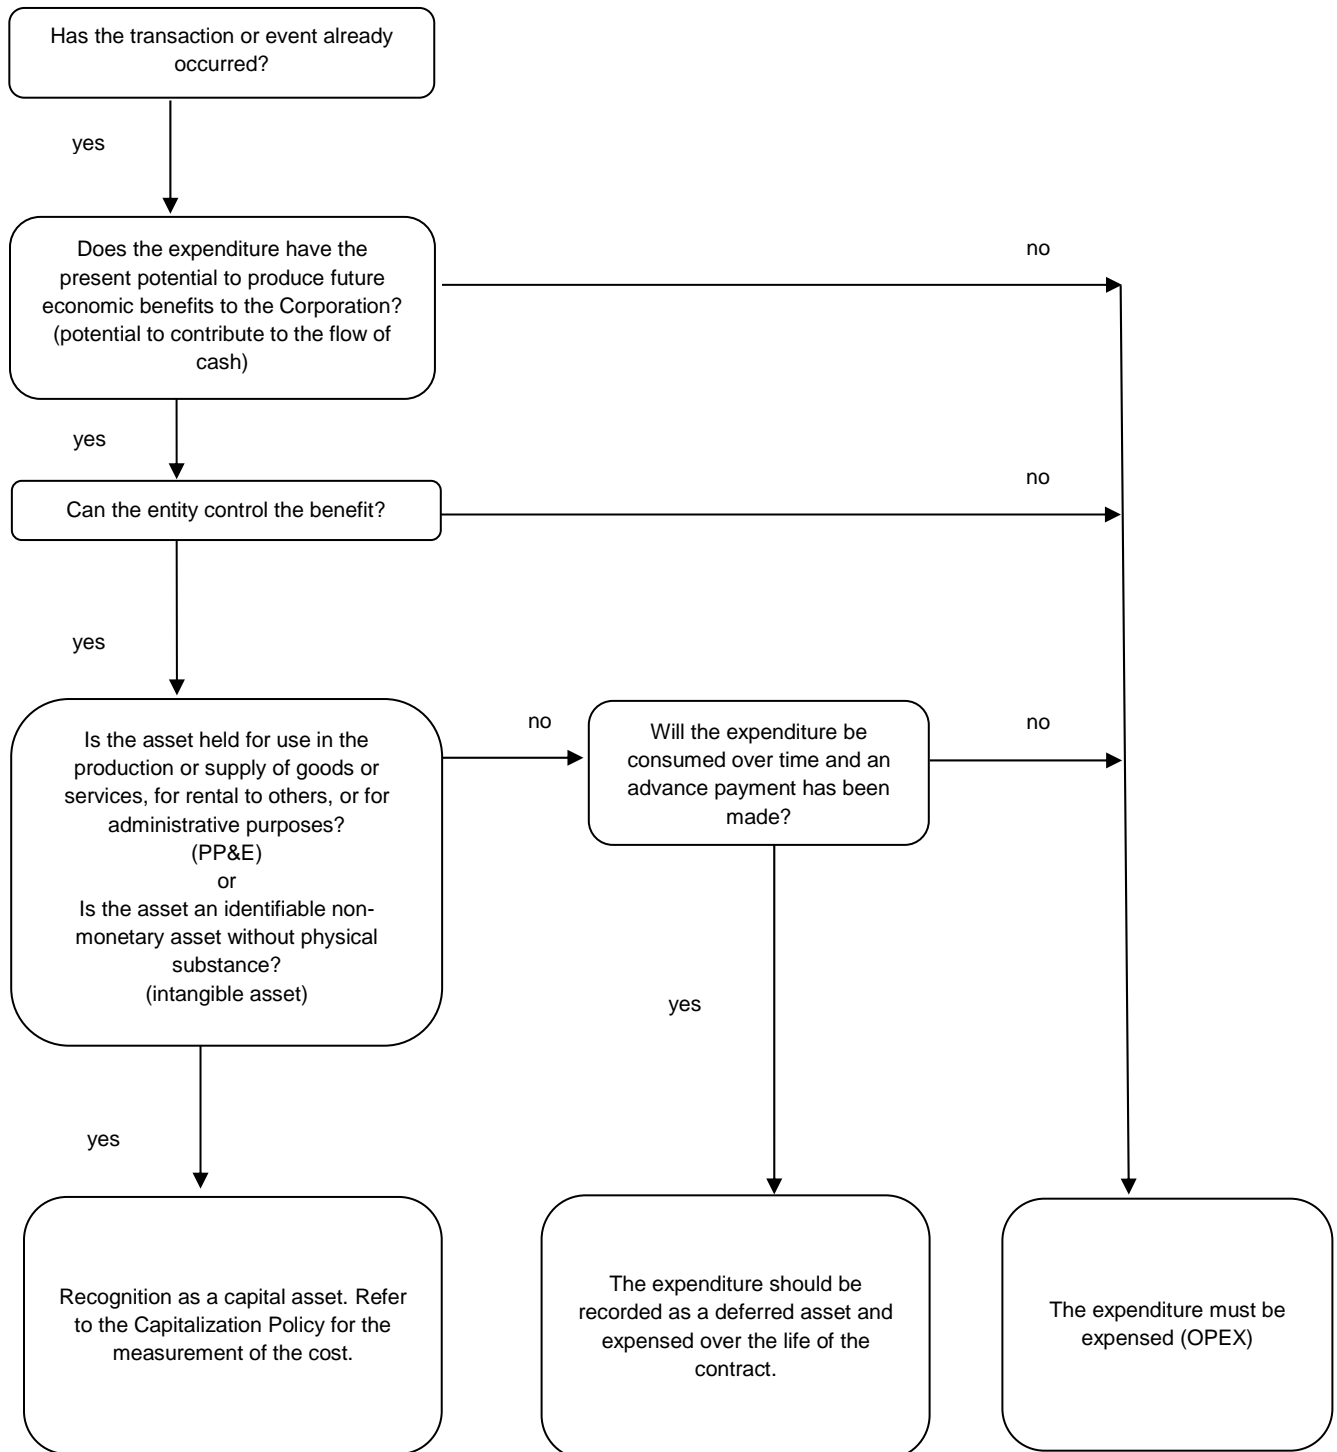 Has the transaction or event already
occurred?
yes
Does the expenditure have the
present potential to produce future
economic benefits to the Corporation?
(potential to contribute to the flow of
cash)
no
yes
Can the entity control the benefit?
no
yes
Is the asset held for use in the
production or supply of goods or
services, for rental to others, or for
administrative purposes?
(PP&E)
or
Is the asset an identifiable non-
monetary asset without physical
substance?
(intangible asset)
no
Will the expenditure be
consumed over time and an
advance payment has been
made?
no
yes
yes
Recognition as a capital asset. Refer
to the Capitalization Policy for the
measurement of the cost.
The expenditure should be
recorded as a deferred asset and
expensed over the life of the
contract.
The expenditure must be
expensed (OPEX)